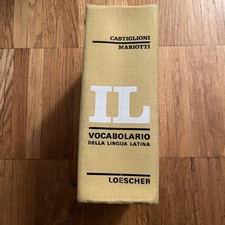 CASTIGLIONI
MARIOTTI
IL
VOCABOLARIO
DELLA LINGUA LATINA
LOESCHER